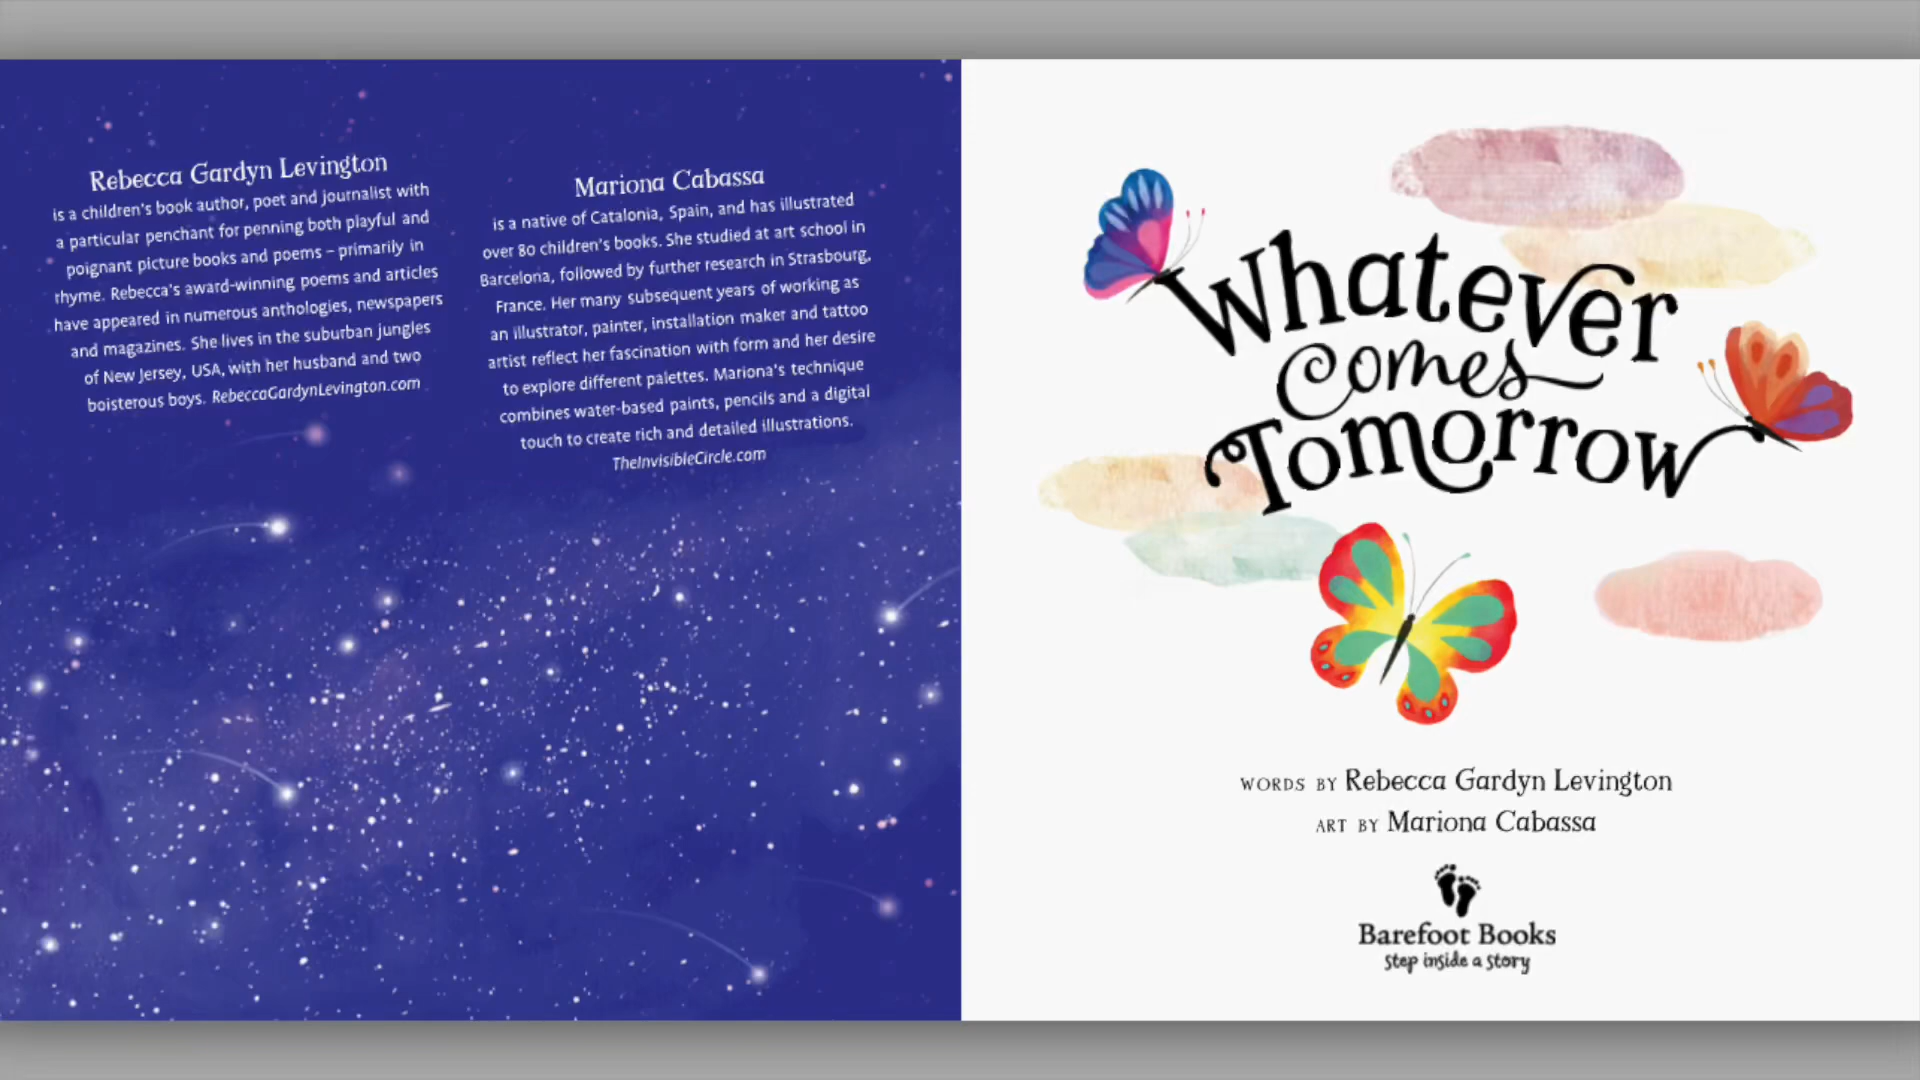 Rebecca Gardyn Levington
is a children's book author, poet and journalist with
a particular penchant for penning both playful and
poignant picture books and poems – primarily in
rhyme. Rebecca's award-winning poems and articles
have appeared in numerous anthologies, newspapers
and magazines. She lives in the suburban jungles
of New Jersey, USA, with her husband and two
boisterous boys. RebeccaGardynLevington.com
Mariona Cabassa
is a native of Catalonia, Spain, and has illustrated
over 80 children's books. She studied at art school in
Barcelona, followed by further research in Strasbourg,
France. Her many subsequent years of working as
an illustrator, painter, installation maker and tattoo
artist reflect her fascination with form and her desire
to explore different palettes. Mariona's technique
combines water-based paints, pencils and a digital
touch to create rich and detailed illustrations.
TheInvisibleCircle.com
Whatever
Comes
Tomorrow
WORDS BY Rebecca Gardyn Levington
ART BY Mariona Cabassa
Barefoot Books
step inside a story